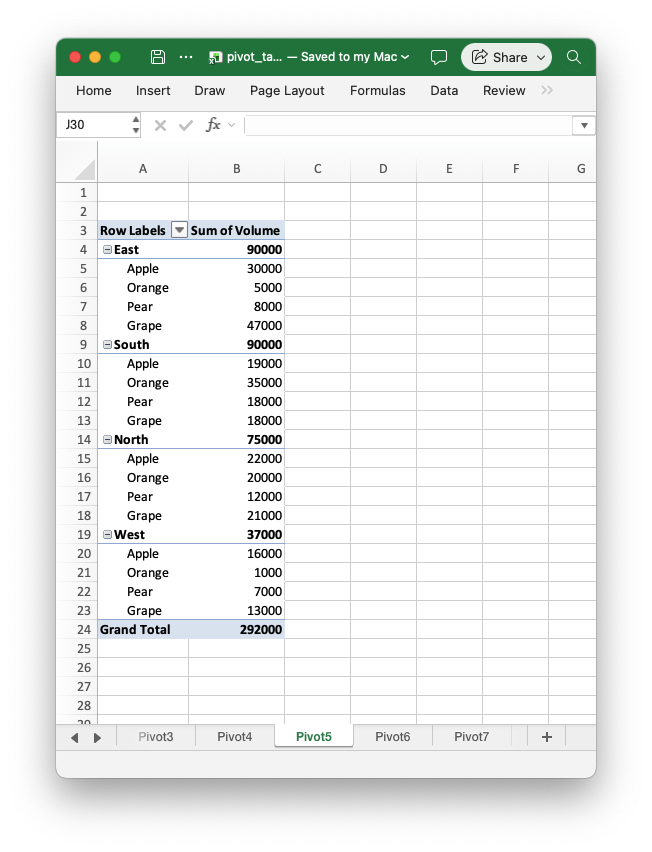 pivot_ta... — Saved to my Mac
Share
Home Insert Draw Page Layout Formulas Data Review
J30 fx
A B C D E F G
1
2
3 Row Labels Sum of Volume
4 East 90000
5 Apple 30000
6 Orange 5000
7 Pear 8000
8 Grape 47000
9 South 90000
10 Apple 19000
11 Orange 35000
12 Pear 18000
13 Grape 18000
14 North 75000
15 Apple 22000
16 Orange 20000
17 Pear 12000
18 Grape 21000
19 West 37000
20 Apple 16000
21 Orange 1000
22 Pear 7000
23 Grape 13000
24 Grand Total 292000
25
26
27
28
29
Pivot3 Pivot4 Pivot5 Pivot6 Pivot7 +